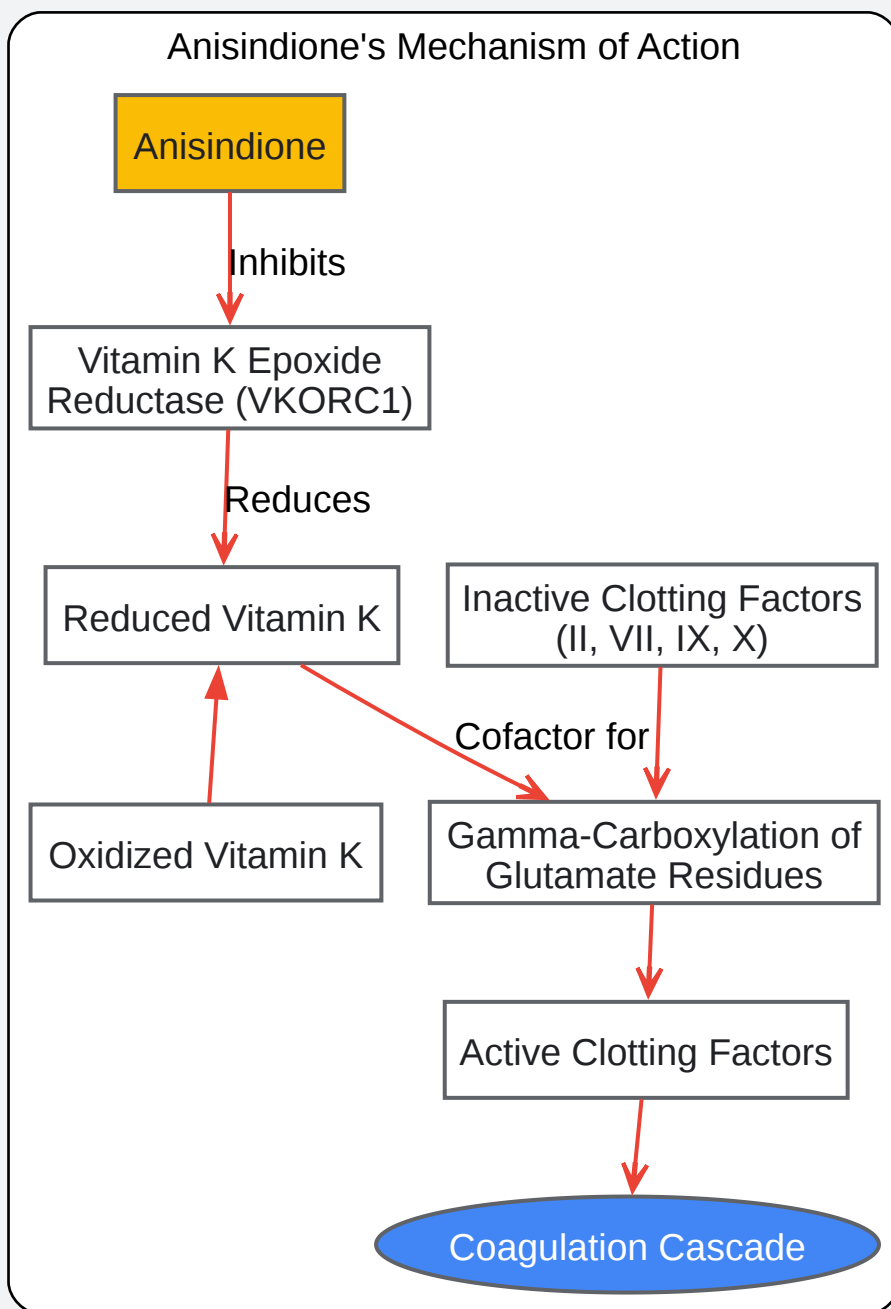 Anisindione's Mechanism of Action
Anisindione
Inhibits
Vitamin K Epoxide
Reductase (VKORC1)
Reduces
Reduced Vitamin K
Inactive Clotting Factors
(II, VII, IX, X)
Cofactor for
Oxidized Vitamin K
Gamma-Carboxylation of
Glutamate Residues
Active Clotting Factors
Coagulation Cascade